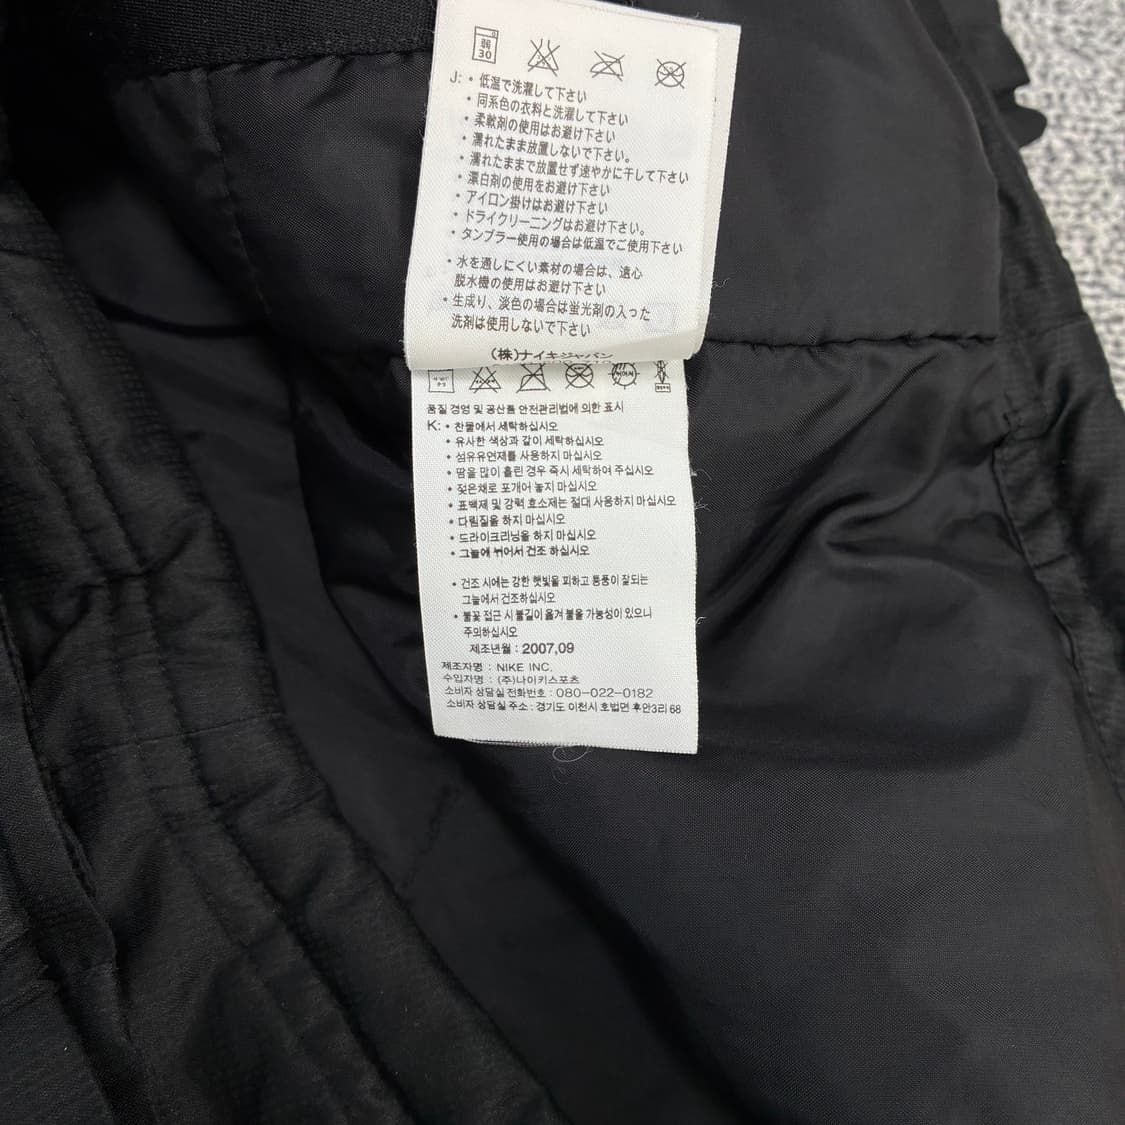 弱
30
J: • 低温で洗濯して下さい
• 同系色の衣料と洗濯して下さい
• 柔軟剤の使用はお避け下さい
• 濡れたまま放置しないで下さい。
• 濡れたままで放置せず速やかに干して下さい
• 漂白剤の使用をお避け下さい
• アイロン掛けはお避け下さい
• ドライクリーニングはお避け下さい。
• タンブラー使用の場合は低温でご使用下さい
• 水を通しにくい素材の場合は、遠心
脱水機の使用はお避け下さい
• 生成り、淡色の場合は蛍光剤の入った
洗剤は使用しないで下さい
(株)ナイキジャパン
품질 경영 및 공산품 안전관리법에 의한 표시
K: • 찬물에서 세탁하십시오
• 유사한 색상과 같이 세탁하십시오
• 섬유유연제를 사용하지 마십시오
• 땀을 많이 흘린 경우 즉시 세탁하여 주십시오
• 젖은채로 포개어 놓지 마십시오
• 표백제 및 강력 효소제는 절대 사용하지 마십시오
• 다림질을 하지 마십시오
• 드라이크리닝을 하지 마십시오
• 그늘에 뉘어서 건조 하십시오
• 건조 시에는 강한 햇빛을 피하고 통풍이 잘되는
그늘에서 건조하십시오
• 불꽃 접근 시 불길이 옮겨 붙을 가능성이 있으니
주의하십시오
제조년월 : 2007,09
제조자명 : NIKE INC.
수입자명 : (주)나이키스포츠
소비자 상담실 전화번호 : 080-022-0182
소비자 상담실 주소 : 경기도 이천시 호법면 후안3리 68